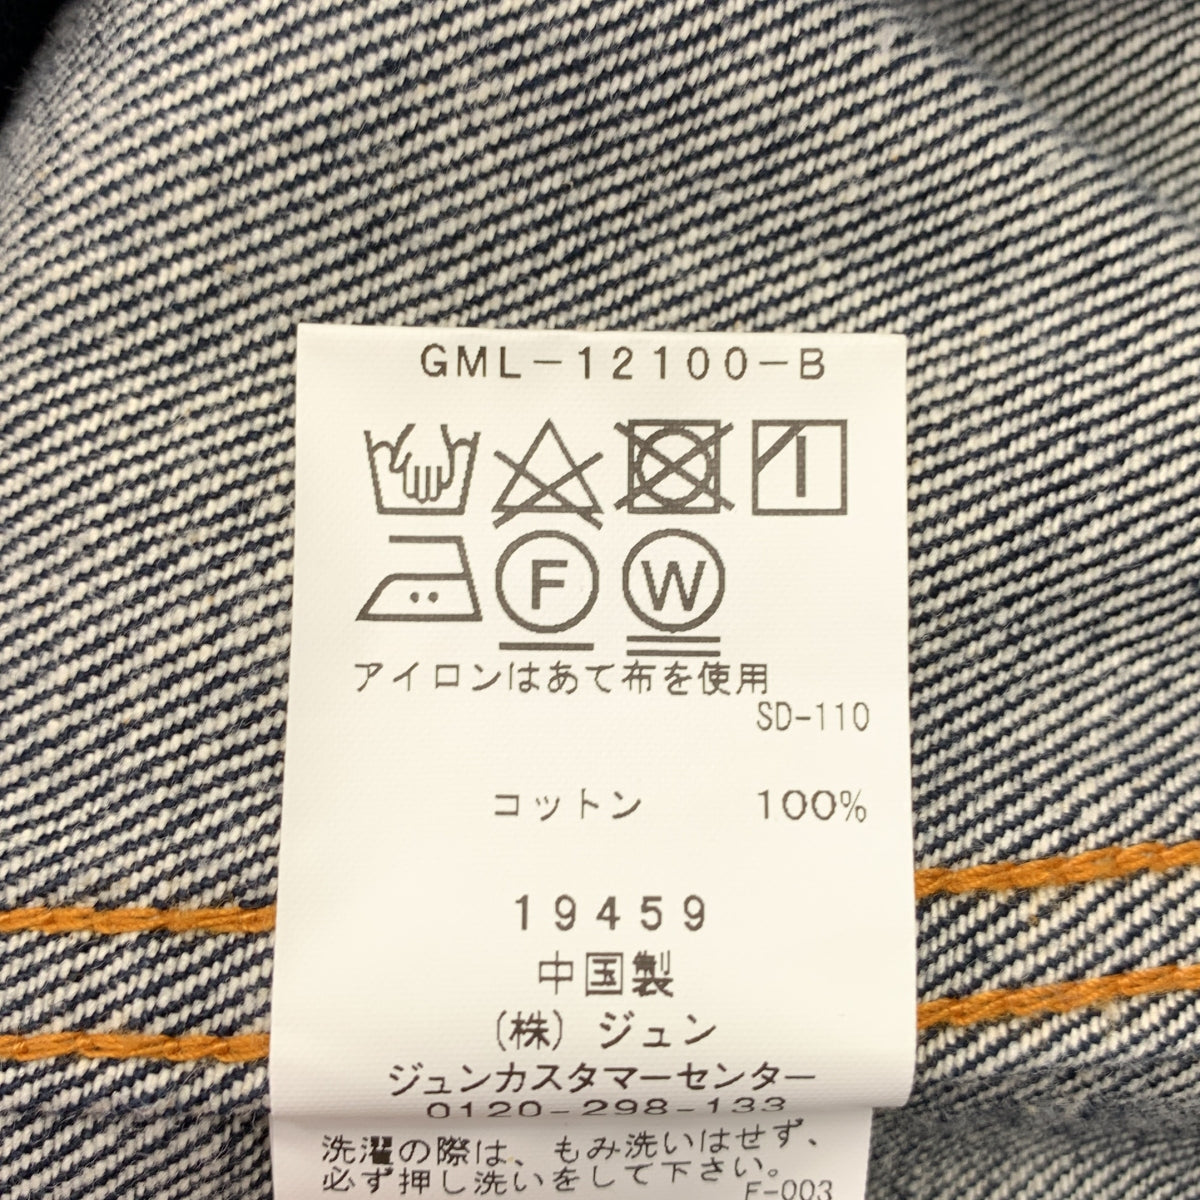 GML-12100-B
F W
アイロンはあて布を使用
SD-110
コットン 100%
19459
中国製
(株) ジュン
ジュンカスタマーセンター
0120-298-133
洗濯の際は、もみ洗いはせず、
必ず押し洗いをして下さい。
F-003